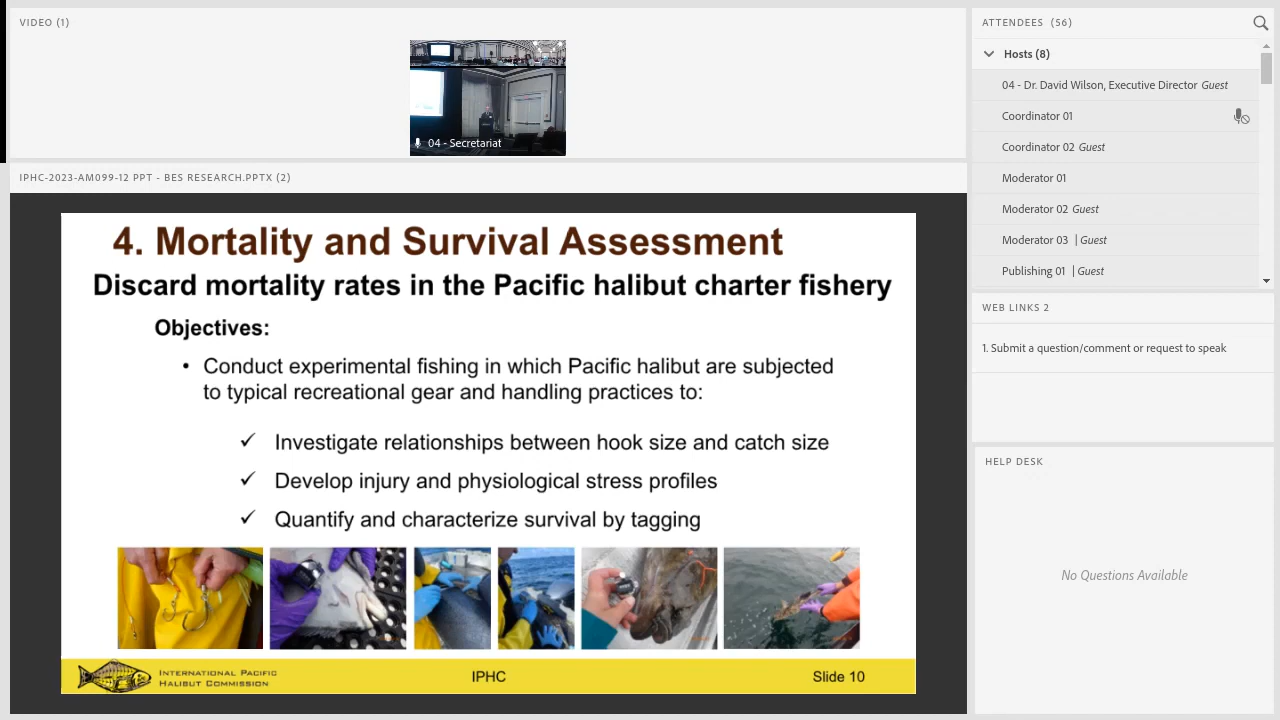 VIDEO (1)
04 - Secretariat
IPHC-2023-AM099-12 PPT - BES RESEARCH.PPTX (2)
4. Mortality and Survival Assessment
Discard mortality rates in the Pacific halibut charter fishery
Objectives:
• Conduct experimental fishing in which Pacific halibut are subjected
to typical recreational gear and handling practices to:
✓ Investigate relationships between hook size and catch size
✓ Develop injury and physiological stress profiles
✓ Quantify and characterize survival by tagging
INTERNATIONAL PACIFIC
HALIBUT COMMISSION
IPHC
Slide 10
ATTENDEES (56)
Hosts (8)
04 - Dr. David Wilson, Executive Director Guest
Coordinator 01
Coordinator 02 Guest
Moderator 01
Moderator 02 Guest
Moderator 03 | Guest
Publishing 01 | Guest
WEB LINKS 2
1. Submit a question/comment or request to speak
HELP DESK
No Questions Available